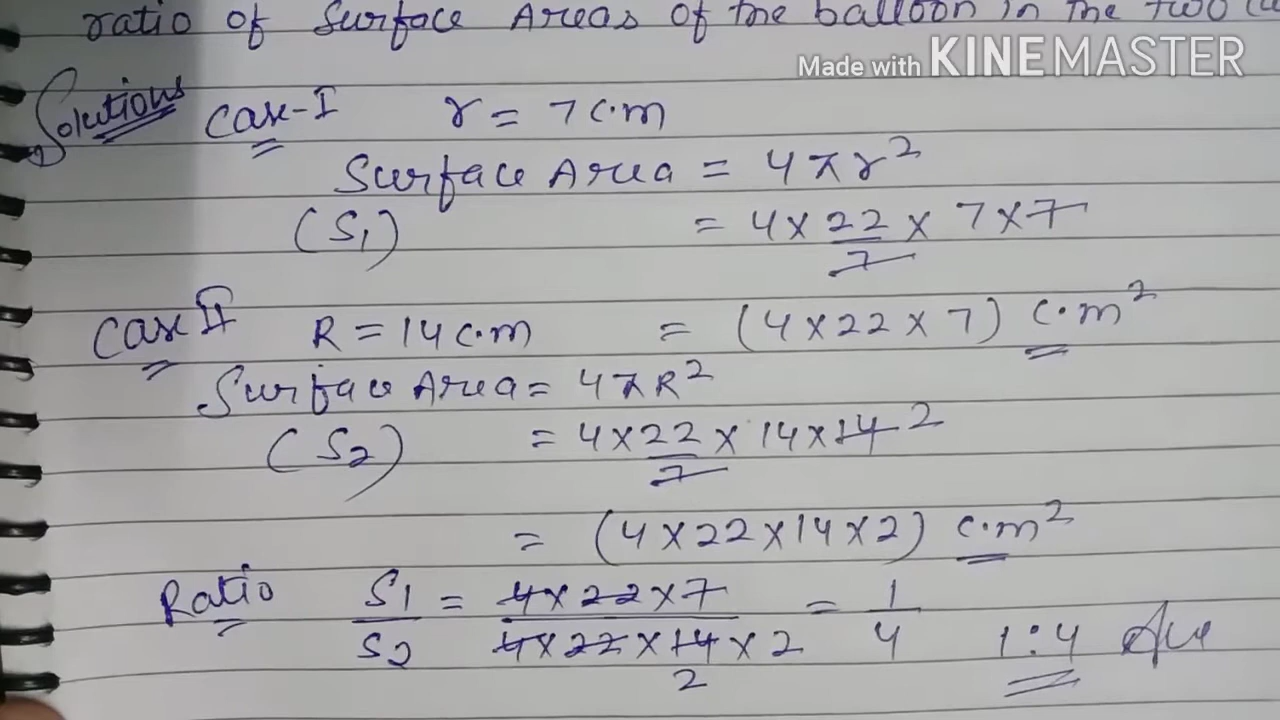 ratio of Surface Areas of the balloon in the two
Made with KINEMASTER
Solutions Case-I r = 7 c.m
Surface Area = 4πr²
(S₁) = 4 × 22/7 × 7 × 7
Case II R = 14 c.m = (4×22×7) c.m²
Surface Area = 4πR²
(S₂) = 4 × 22/7 × 14 × 14 2
= (4×22×14×2) c.m²
Ratio S1/S2 = 4×22×7 / 4×22×14×2 = 1/4 1:4
2